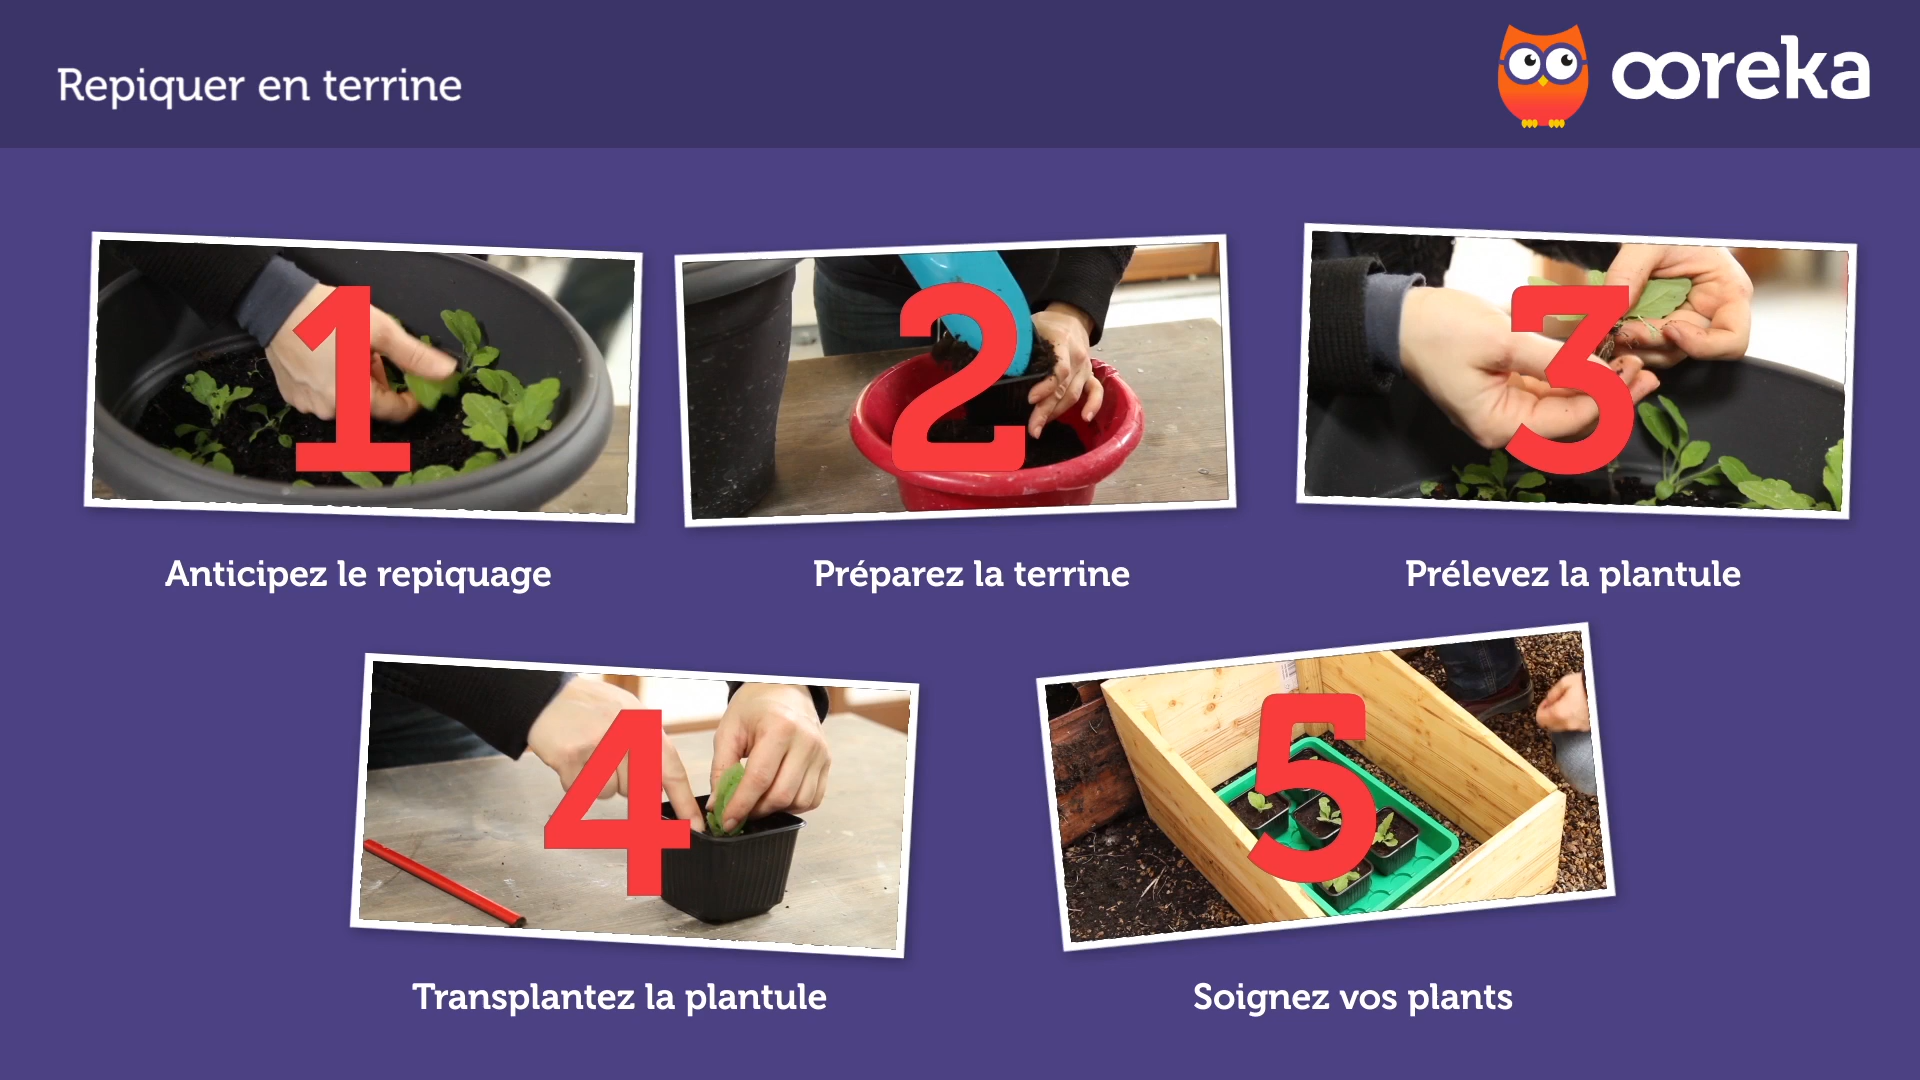 Repiquer en terrine
ooreka
1
2
3
Anticipez le repiquage
Préparez la terrine
Prélevez la plantule
4
5
Transplantez la plantule
Soignez vos plants